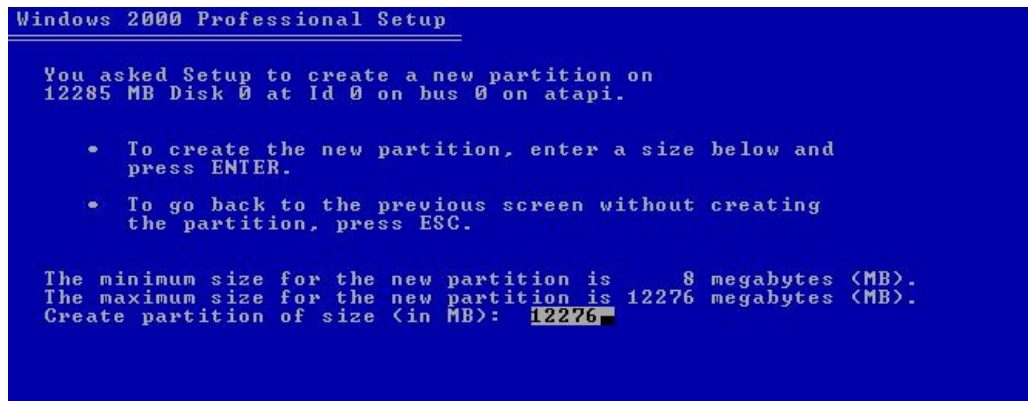 Windows 2000 Professional Setup
You asked Setup to create a new partition on
12285 MB Disk 0 at Id 0 on bus 0 on atapi.
• To create the new partition, enter a size below and
press ENTER.
• To go back to the previous screen without creating
the partition, press ESC.
The minimum size for the new partition is 8 megabytes (MB).
The maximum size for the new partition is 12276 megabytes (MB).
Create partition of size (in MB): 12276